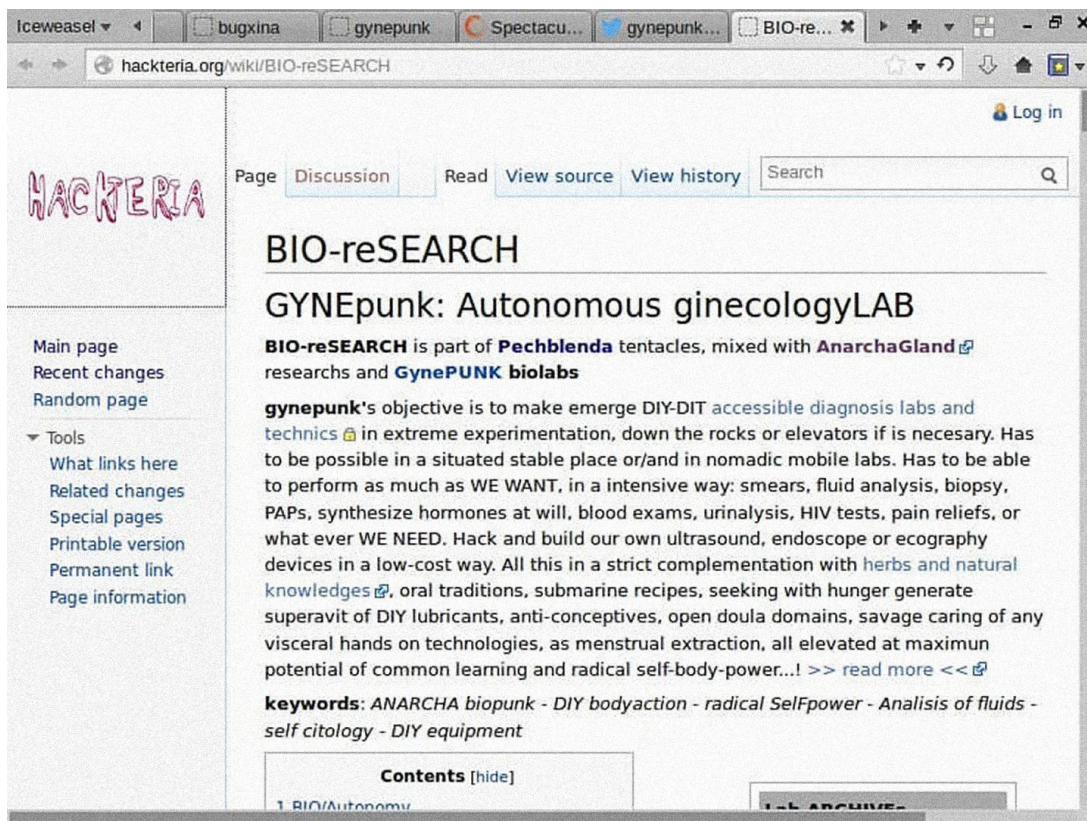 Iceweasel
bugxina
gynepunk
Spectacu...
gynepunk...
BIO-re...
hackteria.org/wiki/BIO-reSEARCH
Log in
HACKTERIA
Page Discussion Read View source View history Search
BIO-reSEARCH
GYNEpunk: Autonomous ginecologyLAB
Main page
Recent changes
Random page
Tools
What links here
Related changes
Special pages
Printable version
Permanent link
Page information
BIO-reSEARCH is part of Pechblenda tentacles, mixed with AnarchaGland
researchs and GynePUNK biolabs
gynepunk's objective is to make emerge DIY-DIT accessible diagnosis labs and
technics in extreme experimentation, down the rocks or elevators if is necesary. Has
to be possible in a situated stable place or/and in nomadic mobile labs. Has to be able
to perform as much as WE WANT, in a intensive way: smears, fluid analysis, biopsy,
PAPs, synthesize hormones at will, blood exams, urinalysis, HIV tests, pain reliefs, or
what ever WE NEED. Hack and build our own ultrasound, endoscope or ecography
devices in a low-cost way. All this in a strict complementation with herbs and natural
knowledges, oral traditions, submarine recipes, seeking with hunger generate
superavit of DIY lubricants, anti-conceptives, open doula domains, savage caring of any
visceral hands on technologies, as menstrual extraction, all elevated at maximun
potential of common learning and radical self-body-power...! >> read more <<
keywords: ANARCHA biopunk - DIY bodyaction - radical SelFpower - Analisis of fluids -
self citology - DIY equipment
Contents [hide]
1 BIO/Autonomy
Lab ARCHIVEs